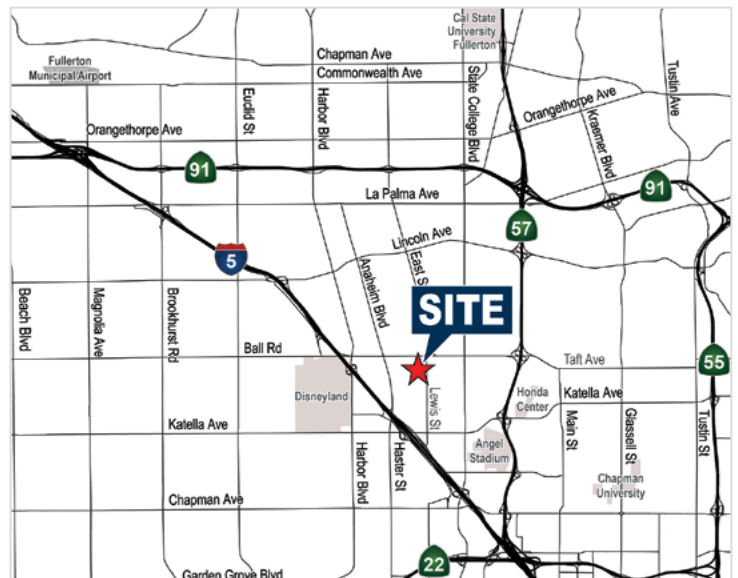 Cal State
University
Fullerton
Fullerton
Municipal Airport
Chapman Ave
Commonwealth Ave
Euclid St
Harbor Blvd
State College Blvd
Orangethorpe Ave
Kraemer Blvd
Tustin Ave
Orangethorpe Ave
91
91
La Palma Ave
57
Lincoln Ave
5
East S
Anaheim Blvd
SITE
Beach Blvd
Magnolia Ave
Brookhurst Rd
Ball Rd
Taft Ave
55
Disneyland
Lewis St
Honda
Center
Katella Ave
Katella Ave
Main St
Glassell St
Tustin St
Angel
Stadium
Harbor Blvd
Haster St
Chapman
University
Chapman Ave
22
Garden Grove Blvd